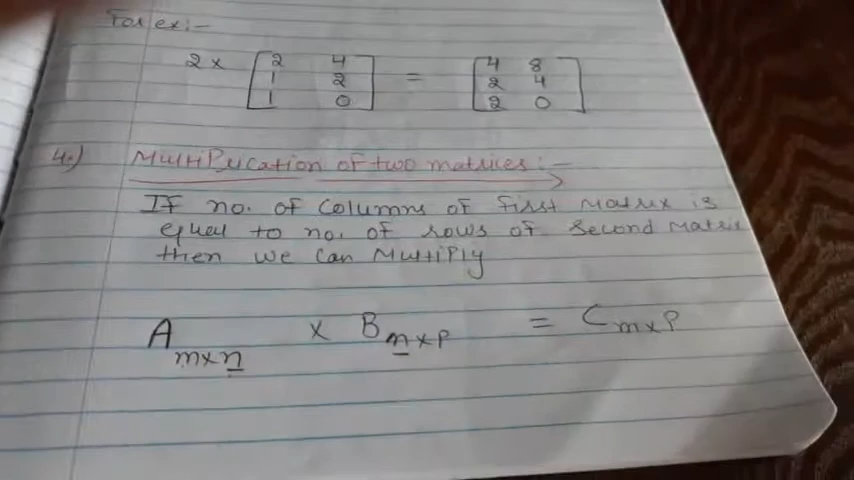 For ex:-
2 × [2 4] = [4 8]
[1 2] [2 4]
[1 0] [2 0]
4.) Multiplication of two matrices:-
If no. of columns of first matrix is
equal to no. of rows of second matrix
then we can Multiply
A m×n × B n×p = C m×p